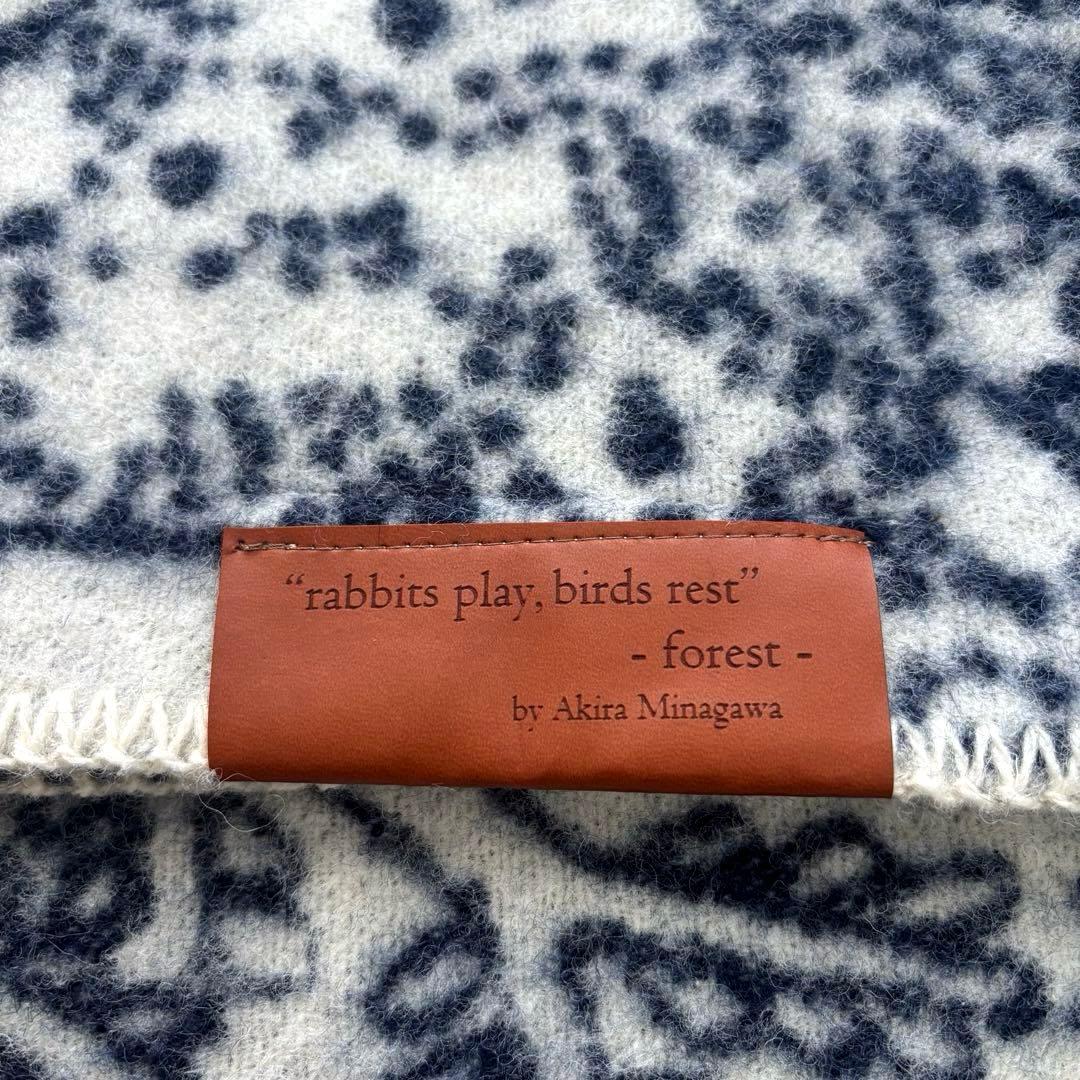 “rabbits play, birds rest”
- forest -
by Akira Minagawa